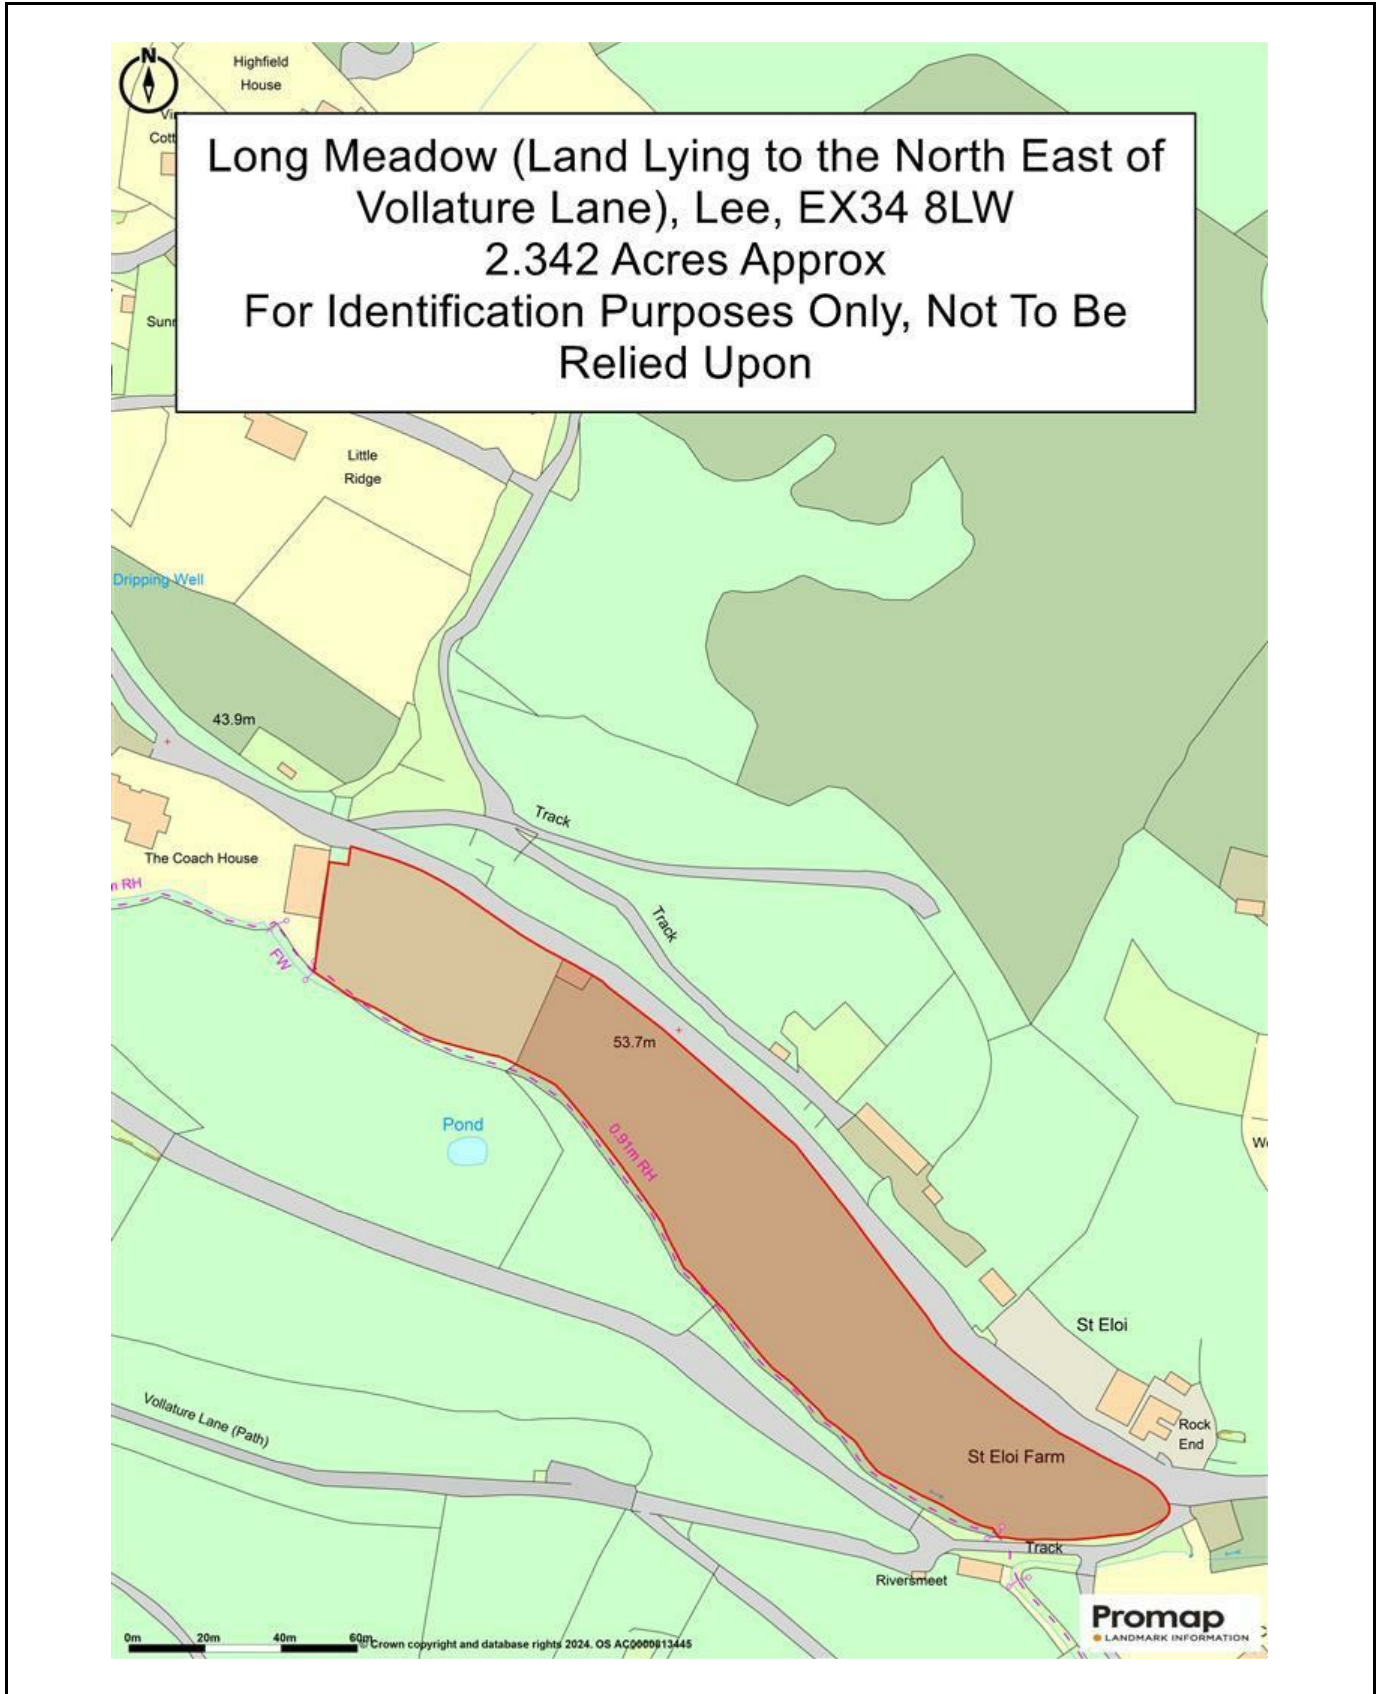 N
Highfield
House
Cott
Long Meadow (Land Lying to the North East of
Vollature Lane), Lee, EX34 8LW
2.342 Acres Approx
For Identification Purposes Only, Not To Be
Relied Upon
Sunn
Little
Ridge
Dripping Well
43.9m
Track
The Coach House
RH
Track
FW
53.7m
Pond
0.91m RH
St Eloi
Vollature Lane (Path)
Rock
End
St Eloi Farm
Track
Riversmeet
Promap
LANDMARK INFORMATION
0m 20m 40m 60m
© Crown copyright and database rights 2024. OS AC0000813445